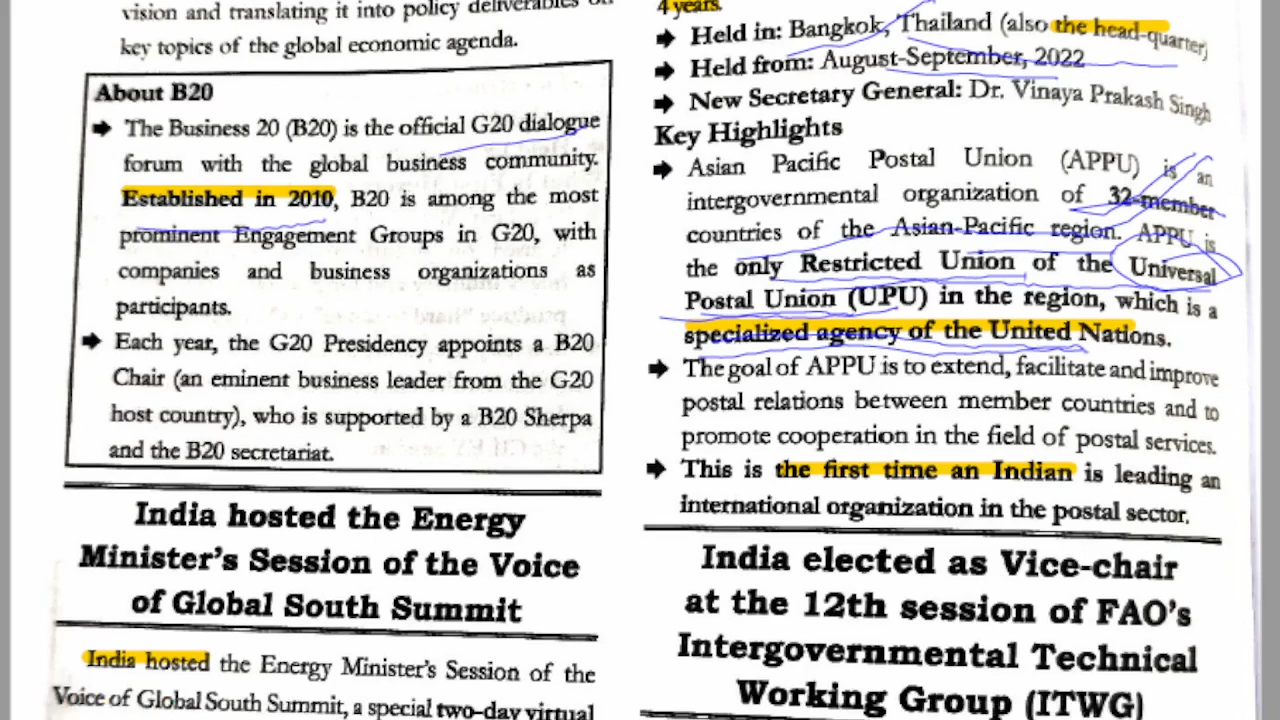 vision and translating it into policy deliverables on
key topics of the global economic agenda.
About B20
➔ The Business 20 (B20) is the official G20 dialogue
forum with the global business community.
Established in 2010, B20 is among the most
prominent Engagement Groups in G20, with
companies and business organizations as
participants.
➔ Each year, the G20 Presidency appoints a B20
Chair (an eminent business leader from the G20
host country), who is supported by a B20 Sherpa
and the B20 secretariat.
India hosted the Energy
Minister's Session of the Voice
of Global South Summit
India hosted the Energy Minister's Session of the
Voice of Global South Summit, a special two-day virtual
4 years.
➔ Held in: Bangkok, Thailand (also the head-quarter)
➔ Held from: August-September, 2022
➔ New Secretary General: Dr. Vinaya Prakash Singh
Key Highlights
➔ Asian Pacific Postal Union (APPU) is an
intergovernmental organization of 32-member
countries of the Asian-Pacific region. APPU is
the only Restricted Union of the Universal
Postal Union (UPU) in the region, which is a
specialized agency of the United Nations.
➔ The goal of APPU is to extend, facilitate and improve
postal relations between member countries and to
promote cooperation in the field of postal services.
➔ This is the first time an Indian is leading an
international organization in the postal sector.
India elected as Vice-chair
at the 12th session of FAO's
Intergovernmental Technical
Working Group (ITWG)